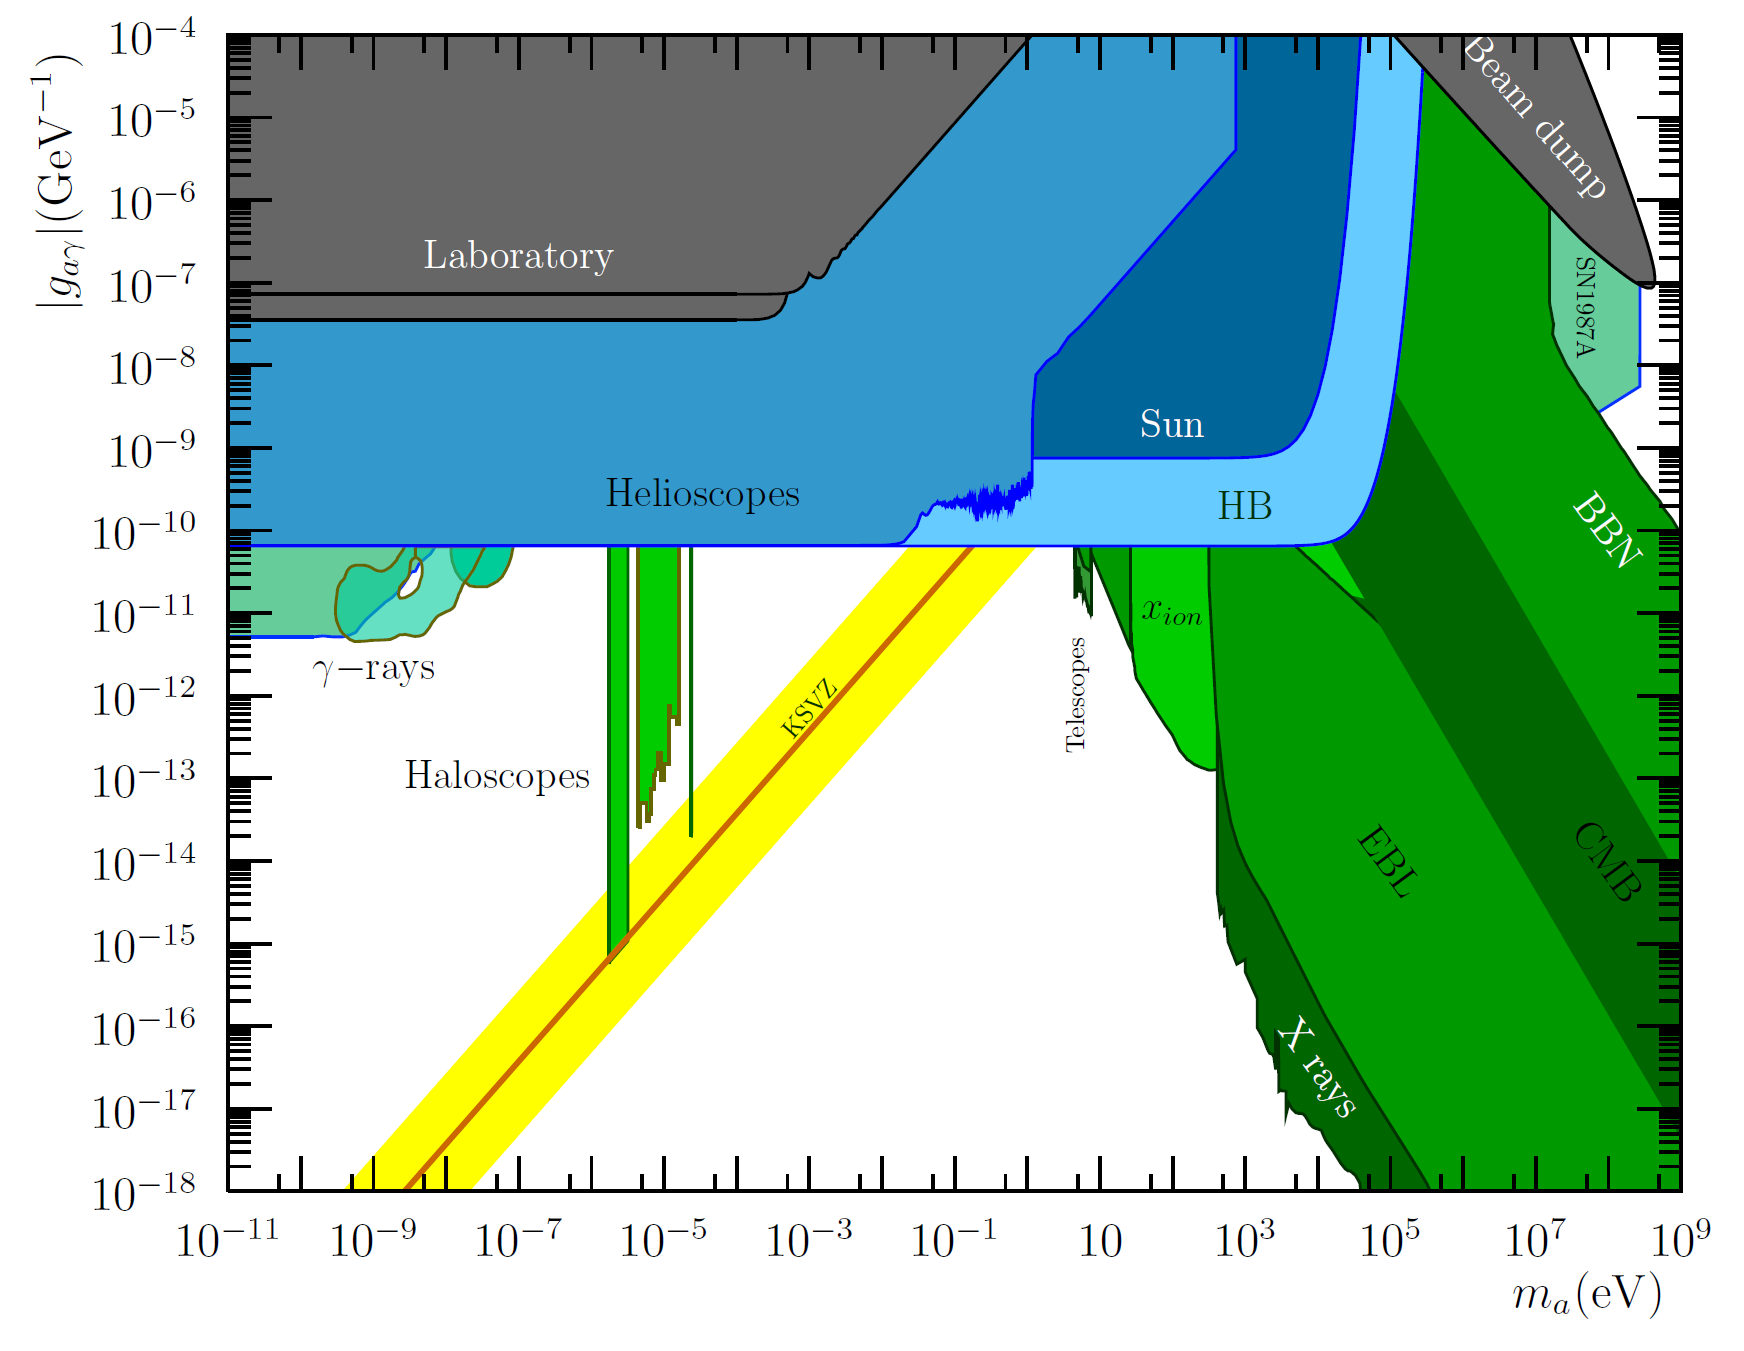 |g_{aγ}|(GeV^{−1})
10^{−4}
10^{−5}
10^{−6}
10^{−7}
10^{−8}
10^{−9}
10^{−10}
10^{−11}
10^{−12}
10^{−13}
10^{−14}
10^{−15}
10^{−16}
10^{−17}
10^{−18}
Beam dump
Laboratory
SN1987A
Sun
Helioscopes
HB
BBN
x_{ion}
γ−rays
Telescopes
KSVZ
Haloscopes
EBL
CMB
X rays
10^{−11}
10^{−9}
10^{−7}
10^{−5}
10^{−3}
10^{−1}
10
10^{3}
10^{5}
10^{7}
10^{9}
m_a(eV)